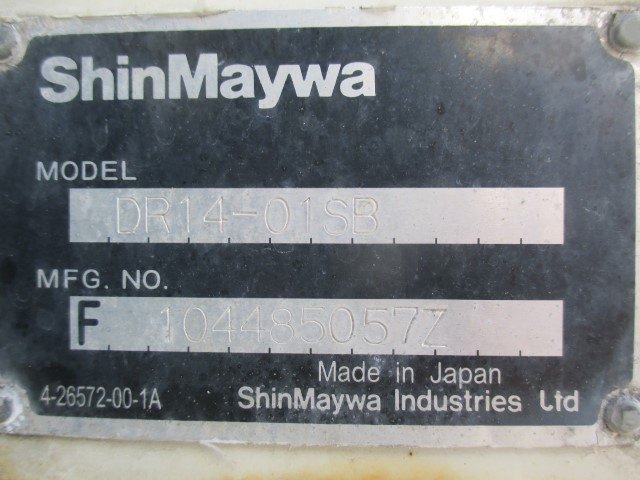 ShinMaywa
MODEL
DR14-01SB
MFG. NO.
F 104485057Z
Made in Japan
4-26572-00-1A ShinMaywa Industries Ltd